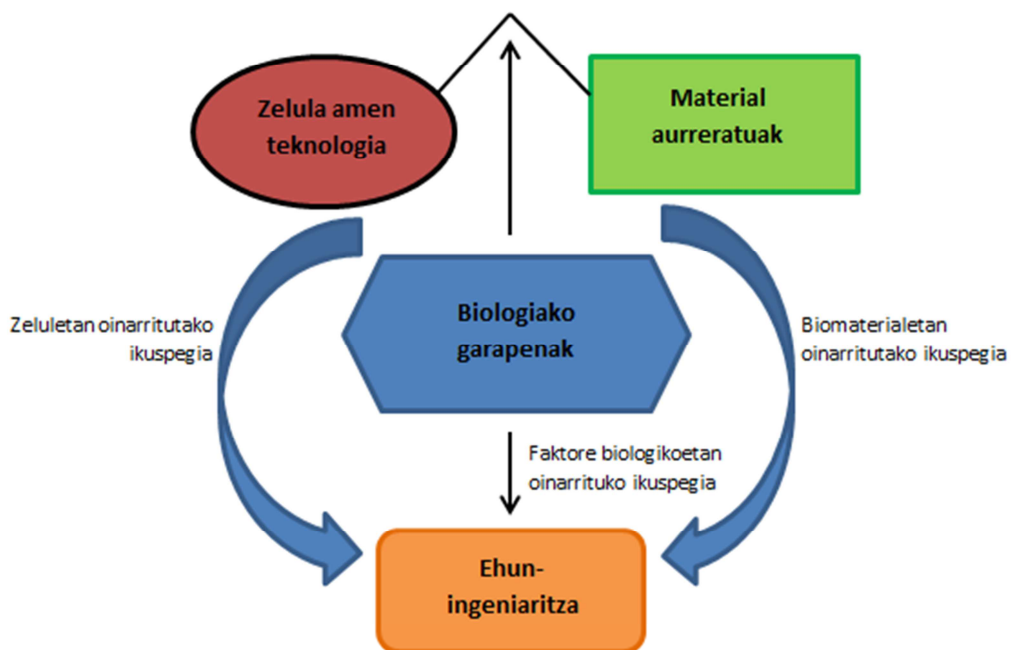 Zelula amen
teknologia
Material
aurreratuak
Biologiako
garapenak
Zeluletan oinarritutako
ikuspegia
Biomaterialetan
oinarritutako ikuspegia
Faktore biologikoetan
oinarrituko ikuspegia
Ehun-
ingeniaritza